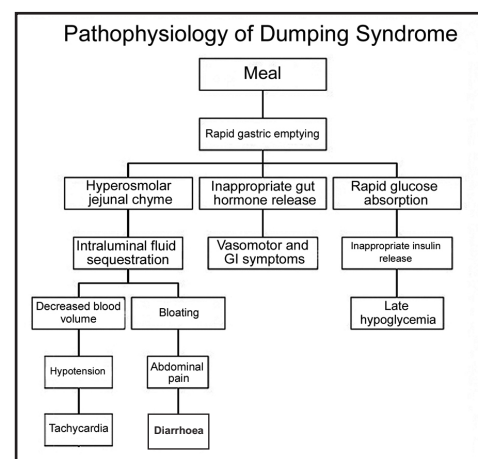 Pathophysiology of Dumping Syndrome
Meal
Rapid gastric emptying
Hyperosmolar
jejunal chyme
Inappropriate gut
hormone release
Rapid glucose
absorption
Intraluminal fluid
sequestration
Vasomotor and
GI symptoms
Inappropriate insulin
release
Decreased blood
volume
Bloating
Late
hypoglycemia
Hypotension
Abdominal
pain
Tachycardia
Diarrhoea